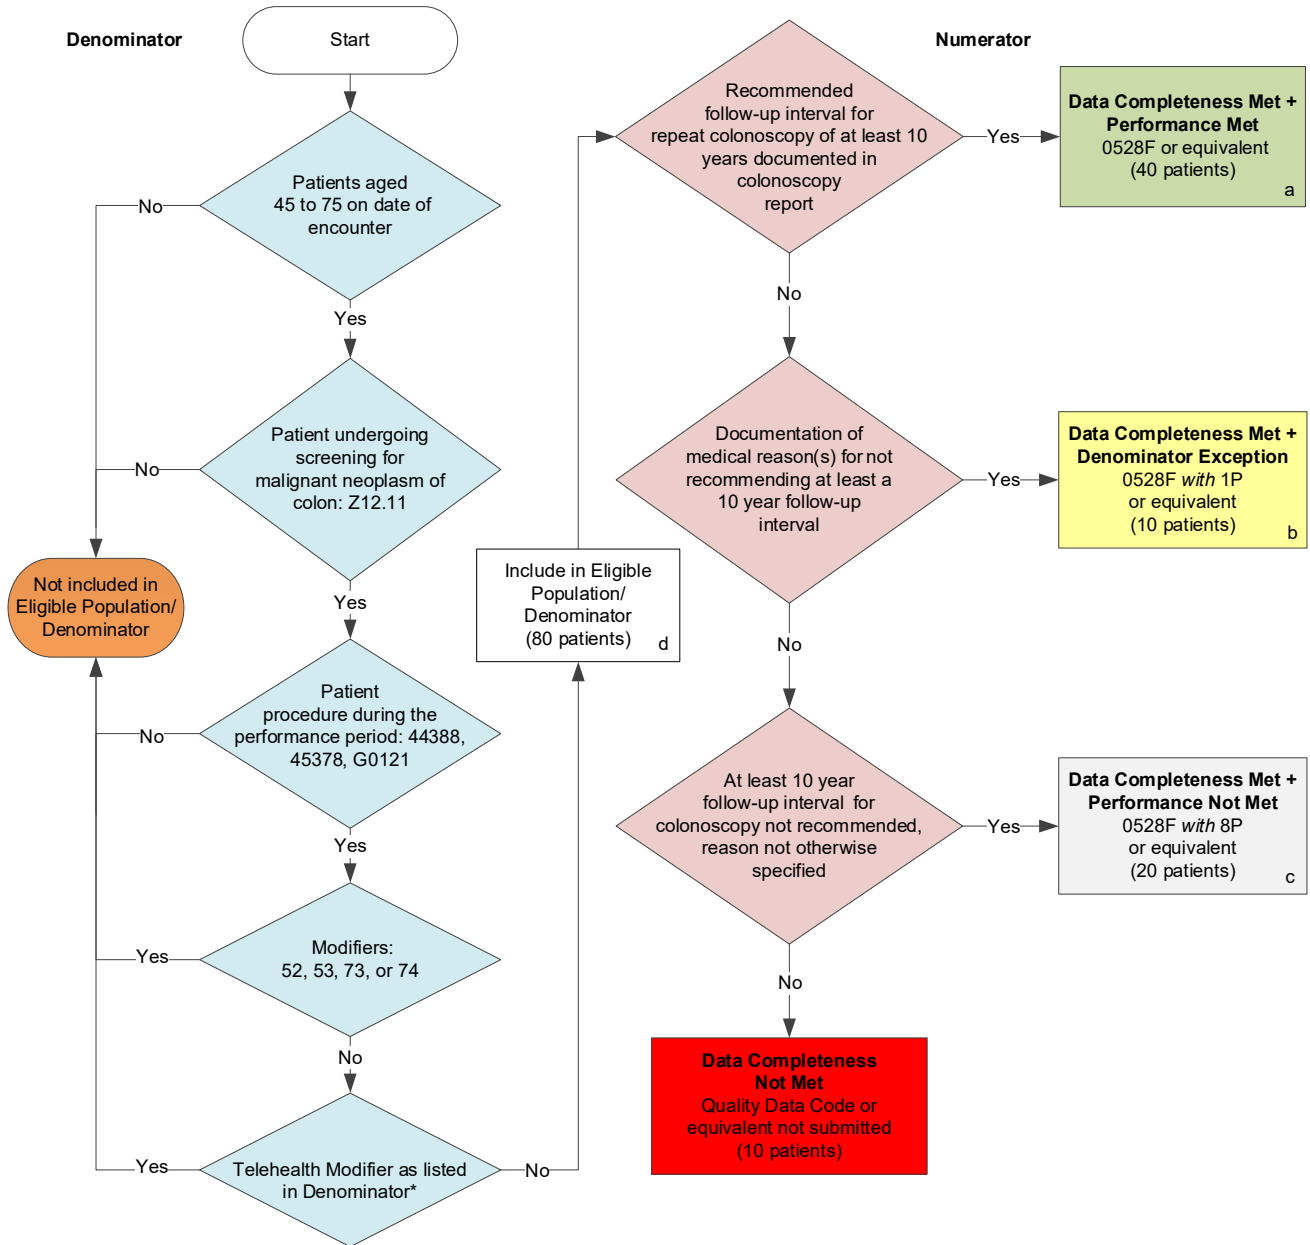 Denominator
Start
Patients aged
45 to 75 on date of
encounter
No
Yes
Patient undergoing
screening for
malignant neoplasm of
colon: Z12.11
No
Yes
Not included in
Eligible Population/
Denominator
Patient
procedure during the
performance period: 44388,
45378, G0121
No
Yes
Modifiers:
52, 53, 73, or 74
Yes
No
Telehealth Modifier as listed
in Denominator*
Yes
No
Include in Eligible
Population/
Denominator
(80 patients)
d
Numerator
Recommended
follow-up interval for
repeat colonoscopy of at least 10
years documented in
colonoscopy
report
Yes
Data Completeness Met +
Performance Met
0528F or equivalent
(40 patients)
a
No
Documentation of
medical reason(s) for not
recommending at least a
10 year follow-up
interval
Yes
Data Completeness Met +
Denominator Exception
0528F with 1P
or equivalent
(10 patients)
b
No
At least 10 year
follow-up interval for
colonoscopy not recommended,
reason not otherwise
specified
Yes
Data Completeness Met +
Performance Not Met
0528F with 8P
or equivalent
(20 patients)
c
No
Data Completeness
Not Met
Quality Data Code or
equivalent not submitted
(10 patients)